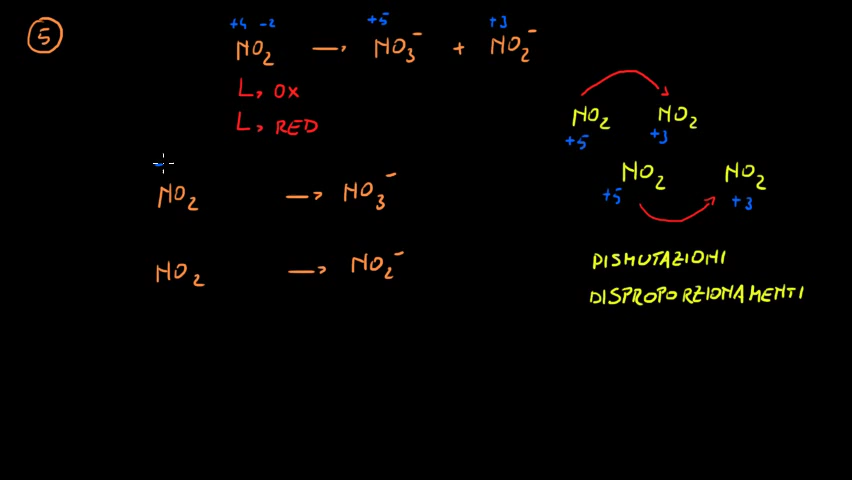 5
+4 -2 +5 +3
NO2 → NO3- + NO2-
↳ OX
↳ RED
NO2 NO2
+5 +3
NO2 NO2
+5 +3
NO2 → NO3-
NO2 → NO2-
DISMUTAZIONI
DISPROPORZIONAMENTI